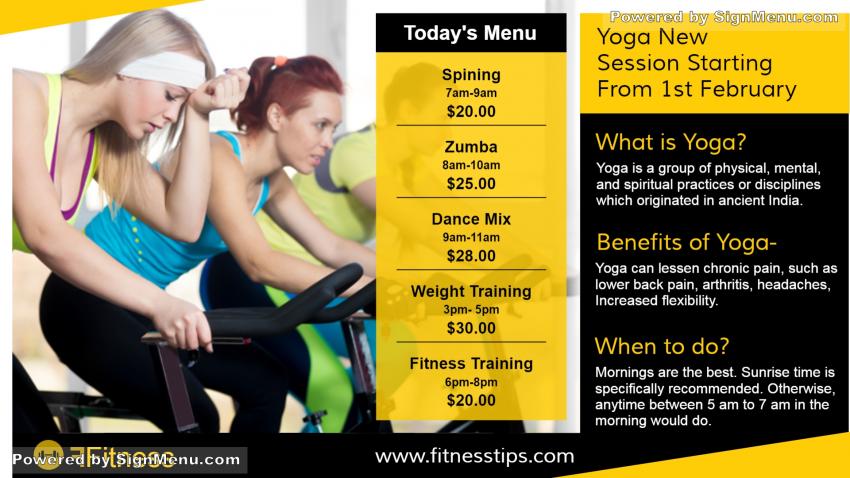 Powered by SignMenu.com
Today's Menu
Spining
7am-9am
$20.00
Zumba
8am-10am
$25.00
Dance Mix
9am-11am
$28.00
Weight Training
3pm- 5pm
$30.00
Fitness Training
6pm-8pm
$20.00
Yoga New
Session Starting
From 1st February
What is Yoga?
Yoga is a group of physical, mental,
and spiritual practices or disciplines
which originated in ancient India.
Benefits of Yoga-
Yoga can lessen chronic pain, such as
lower back pain, arthritis, headaches,
Increased flexibility.
When to do?
Mornings are the best. Sunrise time is
specifically recommended. Otherwise,
anytime between 5 am to 7 am in the
morning would do.
Fitness
Powered by SignMenu.com
www.fitnesstips.com